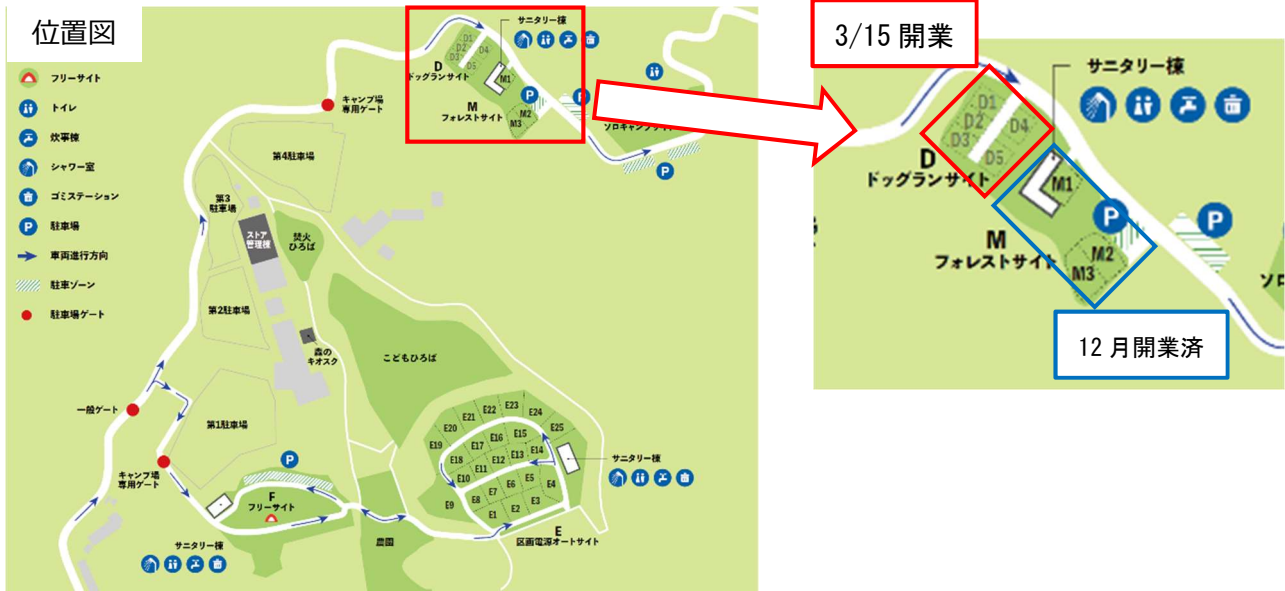 位置図
フリーサイト
トイレ
炊事棟
シャワー室
ゴミステーション
P
駐車場
車両進行方向
駐車ゾーン
駐車場ゲート
サニタリー棟
D1
D2
D3
D4
D5
D
ドッグランサイト
M1
M
フォレストサイト
P
M2
M3
P
ソロキャンプサイト
P
キャンプ場
専用ゲート
第4駐車場
第3
駐車場
ストア
管理棟
焚火
ひろば
第2駐車場
森の
キオスク
こどもひろば
一般ゲート
第1駐車場
キャンプ場
専用ゲート
P
F
フリーサイト
サニタリー棟
農園
E19
E20
E21
E22
E23
E24
E25
E18
E17
E16
E15
E14
E10
E11
E12
E13
E9
E8
E7
E6
E5
E4
E1
E2
E3
E
区画電源オートサイト
サニタリー棟
3/15 開業
サニタリー棟
D1
D2
D3
D4
D5
D
ドッグランサイト
M1
P
P
M
フォレストサイト
M2
M3
12 月開業済